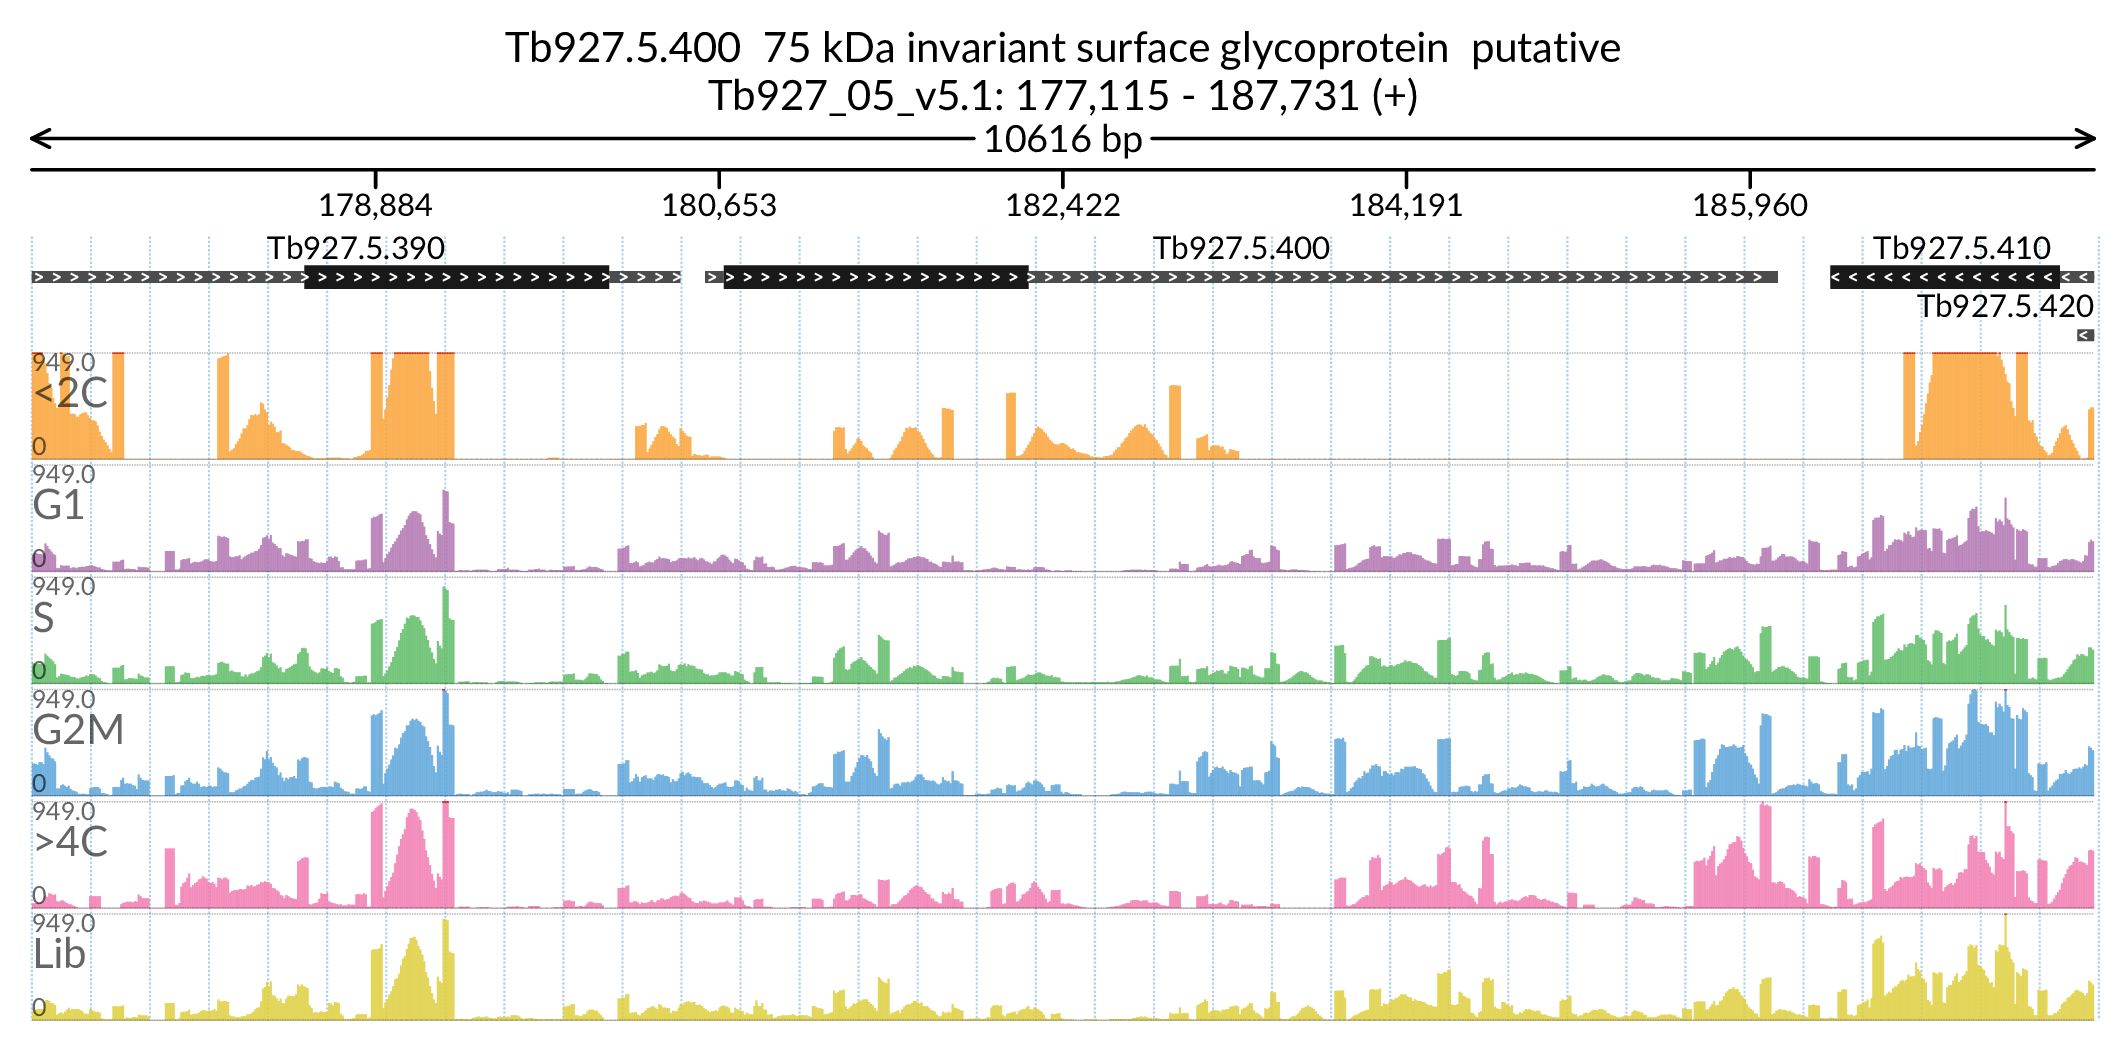 Tb927.5.400  75 kDa invariant surface glycoprotein  putative
Tb927_05_v5.1: 177,115 - 187,731 (+)
10616 bp
178,884 180,653 182,422 184,191 185,960
Tb927.5.390 Tb927.5.400 Tb927.5.410
Tb927.5.420
949.0
<2C
0
949.0
G1
0
949.0
S
0
949.0
G2M
0
949.0
>4C
0
949.0
Lib
0